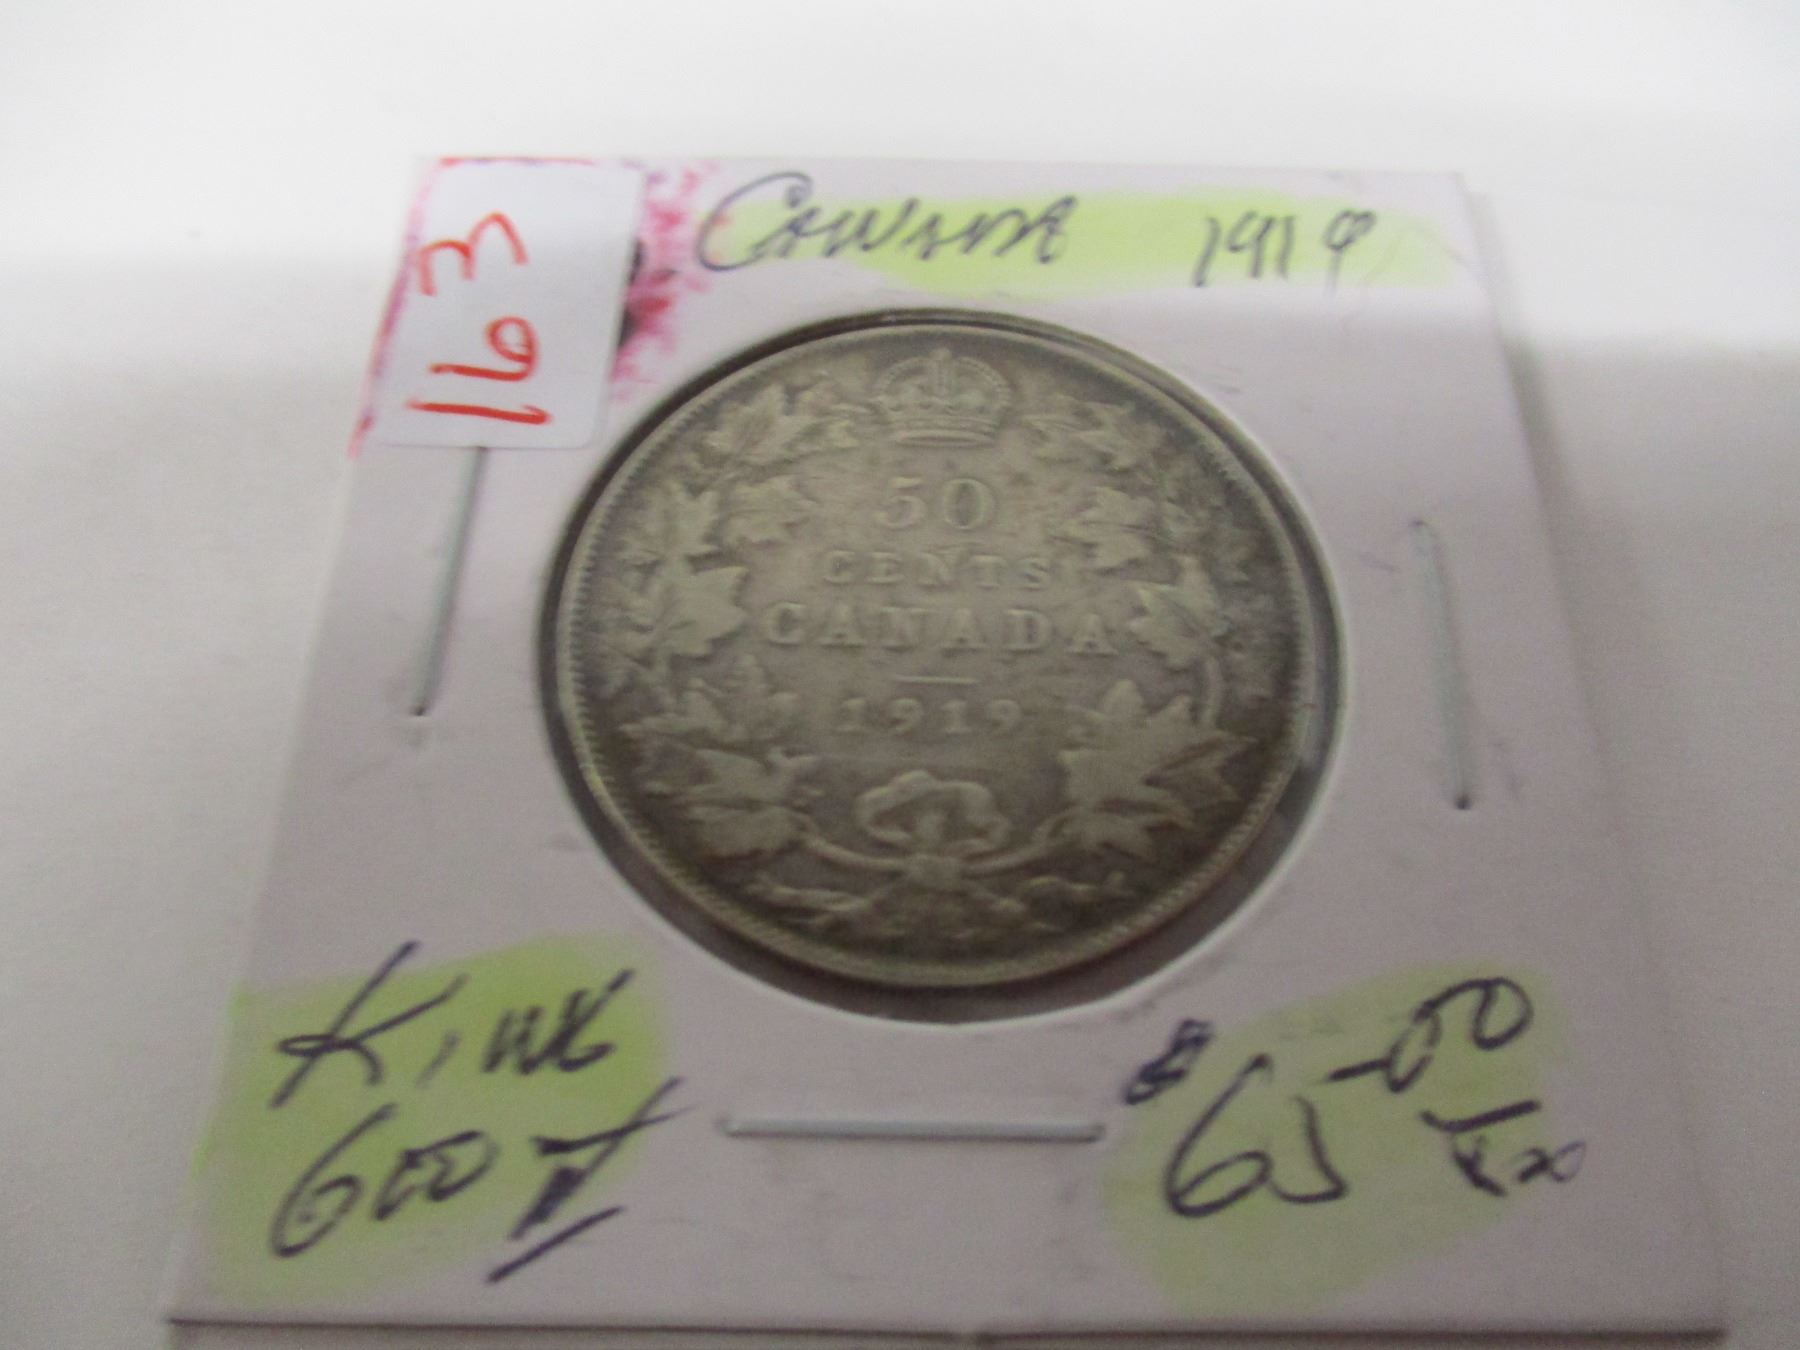 163
CANADA 1919
50
CENTS
CANADA
1919
KING
GEO V
$65.00